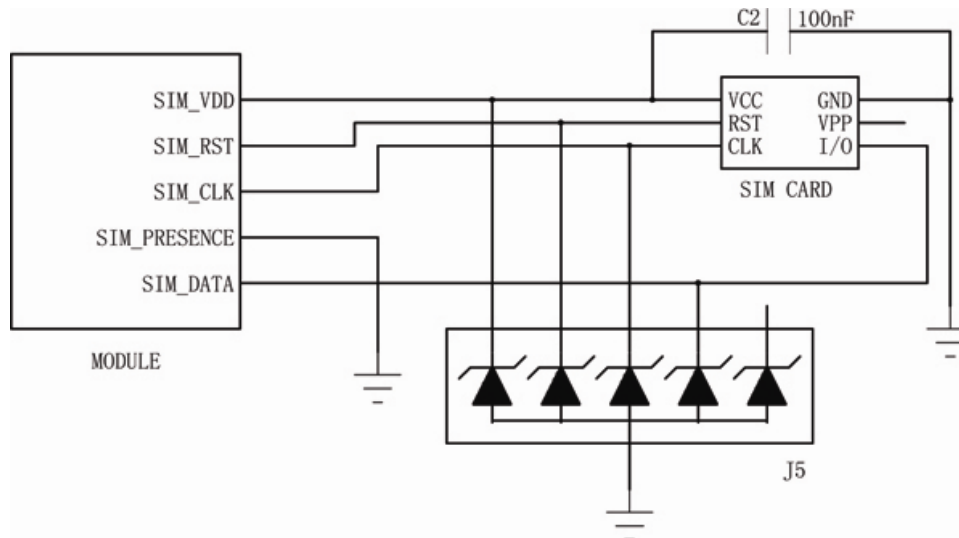 C2 100nF
SIM_VDD
VCC GND
RST VPP
SIM_RST
CLK I/O
SIM_CLK
SIM CARD
SIM_PRESENCE
SIM_DATA
MODULE
J5